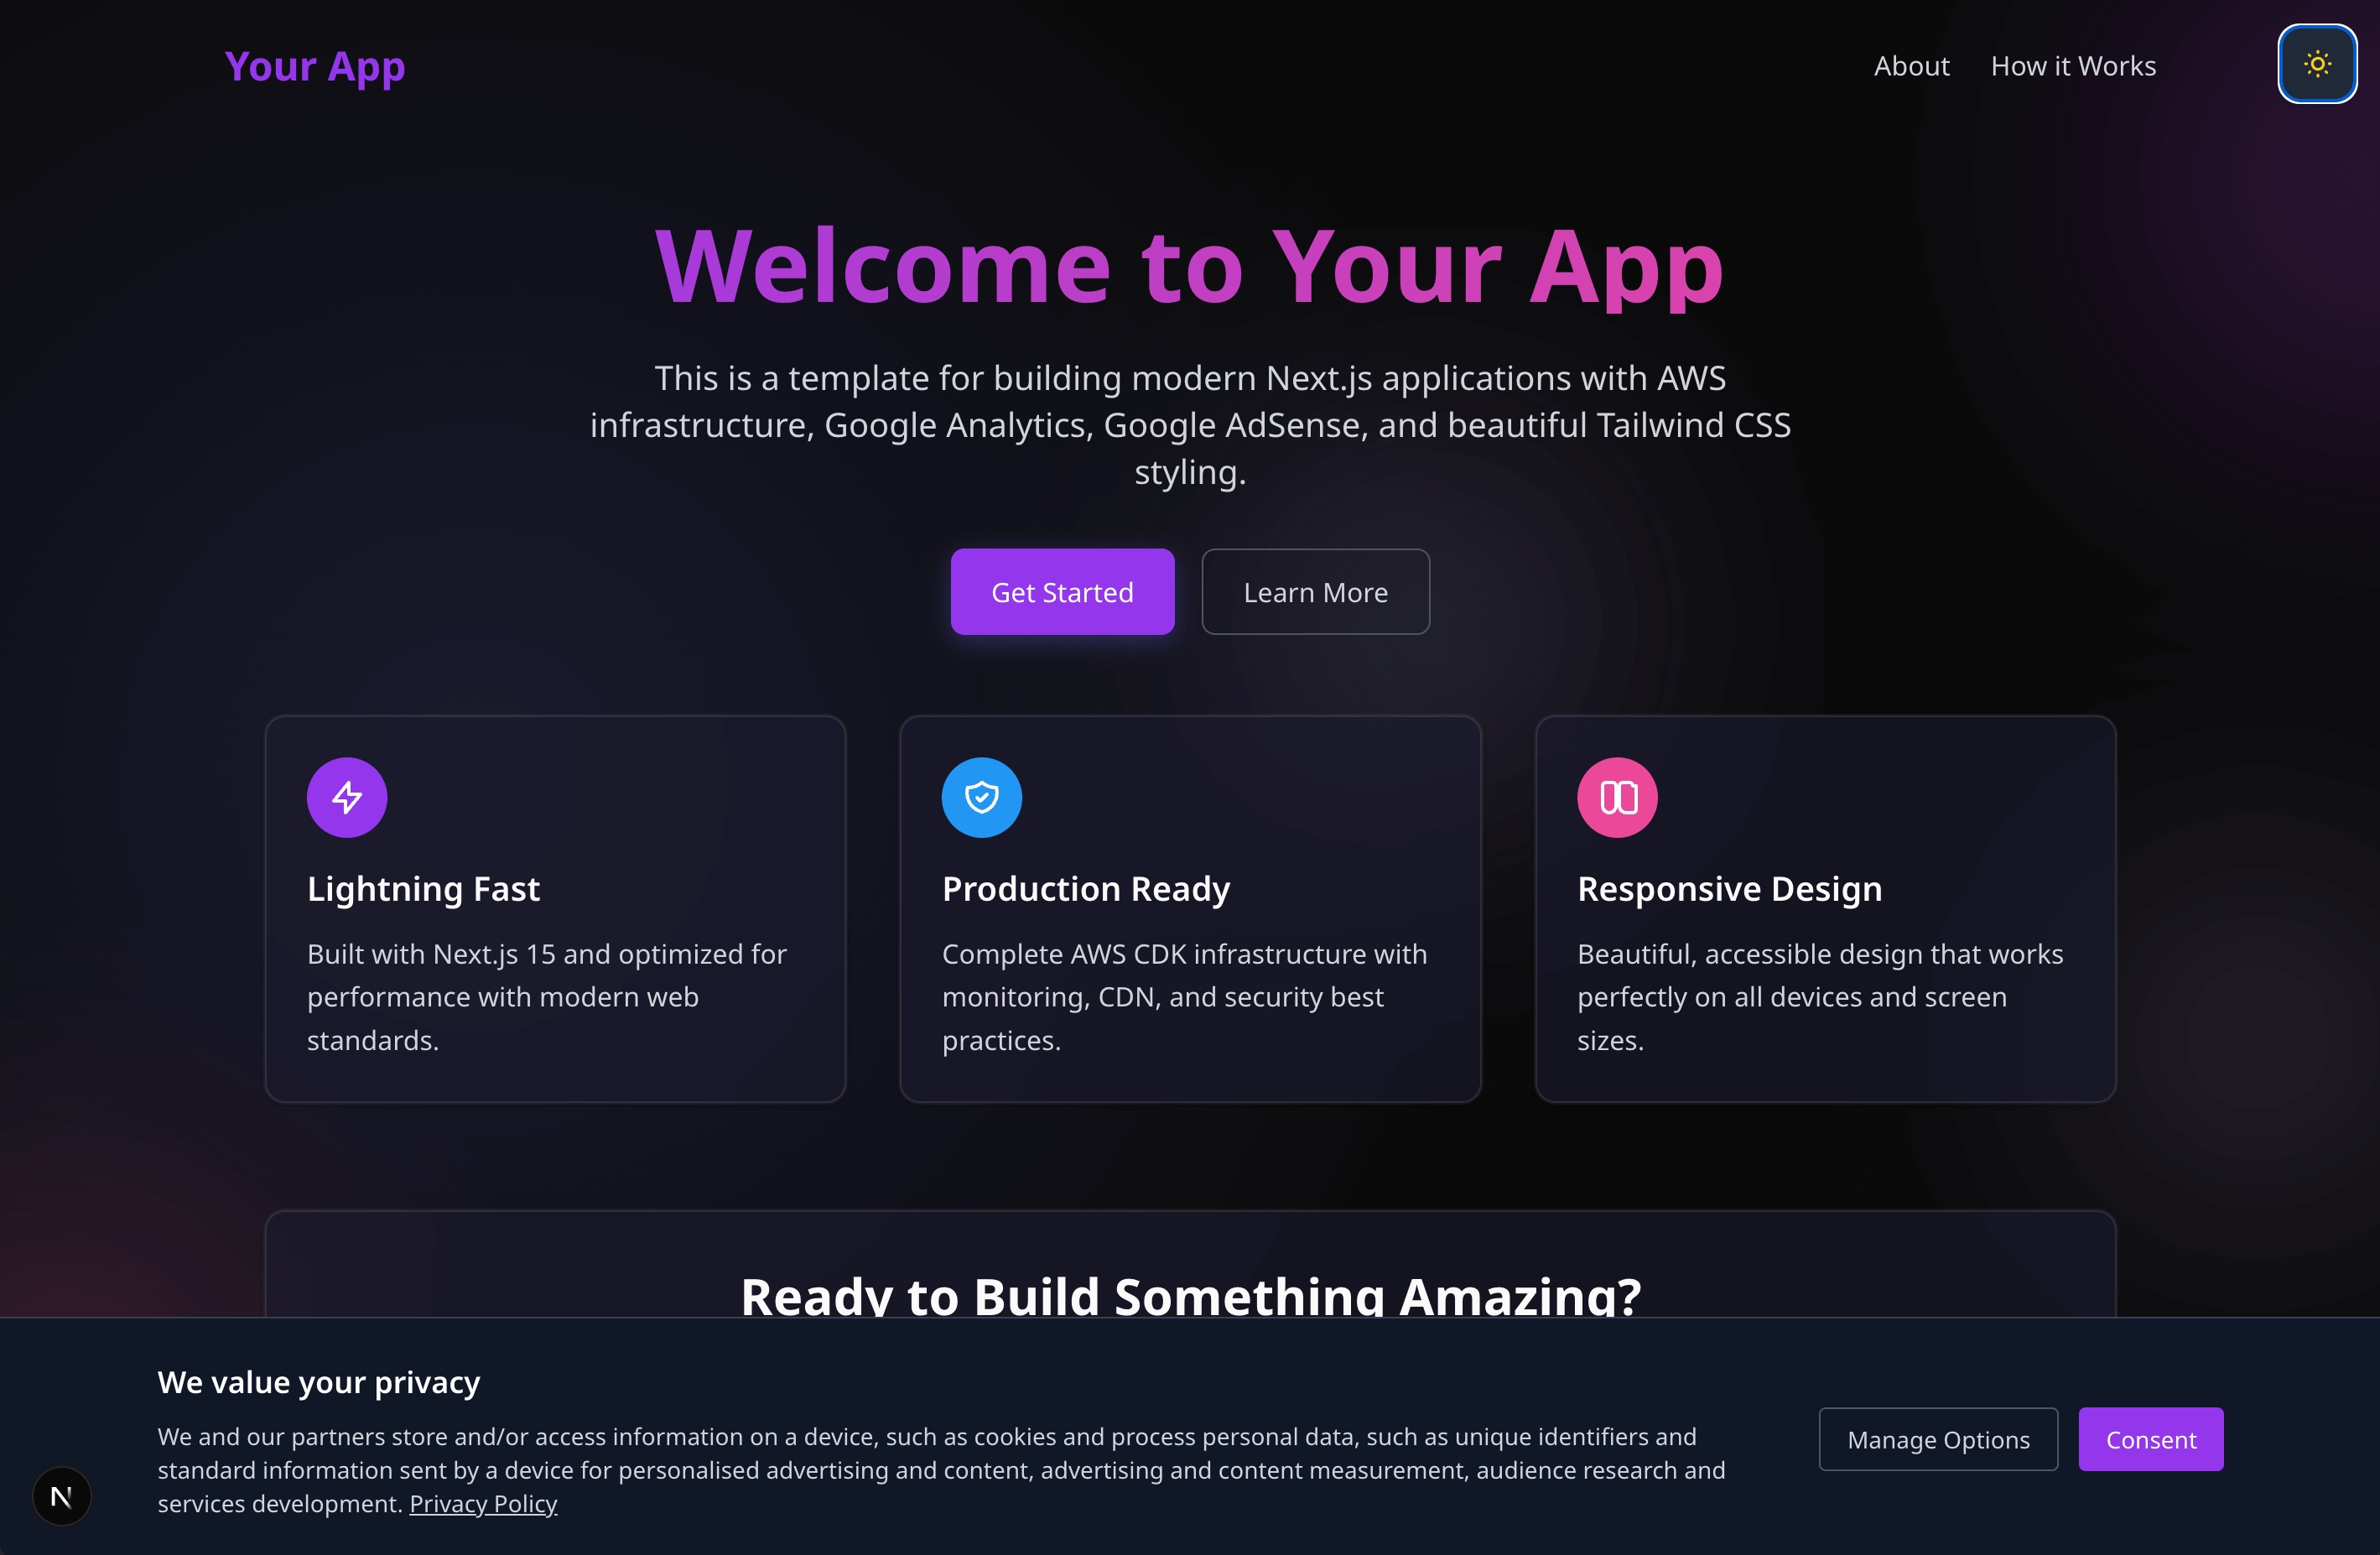 Your App
About
How it Works
Welcome to Your App
This is a template for building modern Next.js applications with AWS
infrastructure, Google Analytics, Google AdSense, and beautiful Tailwind CSS
styling.
Get Started
Learn More
Lightning Fast
Built with Next.js 15 and optimized for
performance with modern web
standards.
Production Ready
Complete AWS CDK infrastructure with
monitoring, CDN, and security best
practices.
Responsive Design
Beautiful, accessible design that works
perfectly on all devices and screen
sizes.
Ready to Build Something Amazing?
We value your privacy
We and our partners store and/or access information on a device, such as cookies and process personal data, such as unique identifiers and
standard information sent by a device for personalised advertising and content, advertising and content measurement, audience research and
services development. Privacy Policy
Manage Options
Consent
N